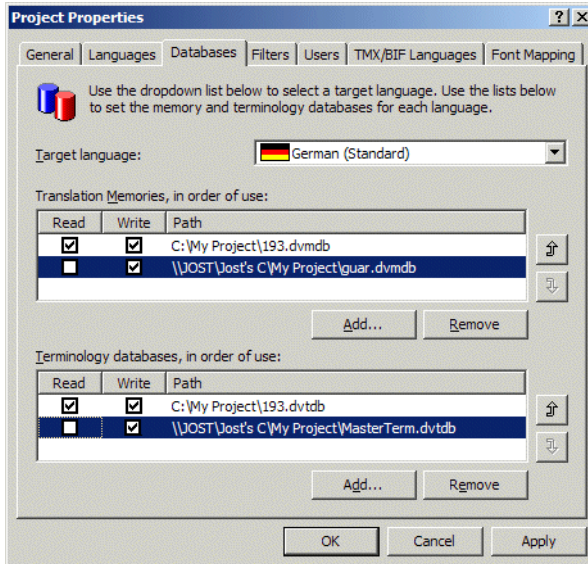 Project Properties
General Languages Databases Filters Users TMX/BIF Languages Font Mapping
Use the dropdown list below to select a target language. Use the lists below
to set the memory and terminology databases for each language.
Target language: German (Standard)
Translation Memories, in order of use:
Read Write Path
C:\My Project\193.dvmdb
\\JOST\Jost's C\My Project\guar.dvmdb
Add... Remove
Terminology databases, in order of use:
Read Write Path
C:\My Project\193.dvtdb
\\JOST\Jost's C\My Project\MasterTerm.dvtdb
Add... Remove
OK Cancel Apply